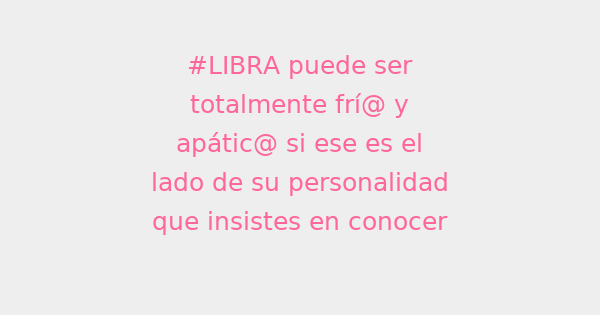 #LIBRA puede ser
totalmente frí@ y
apátic@ si ese es el
lado de su personalidad
que insistes en conocer